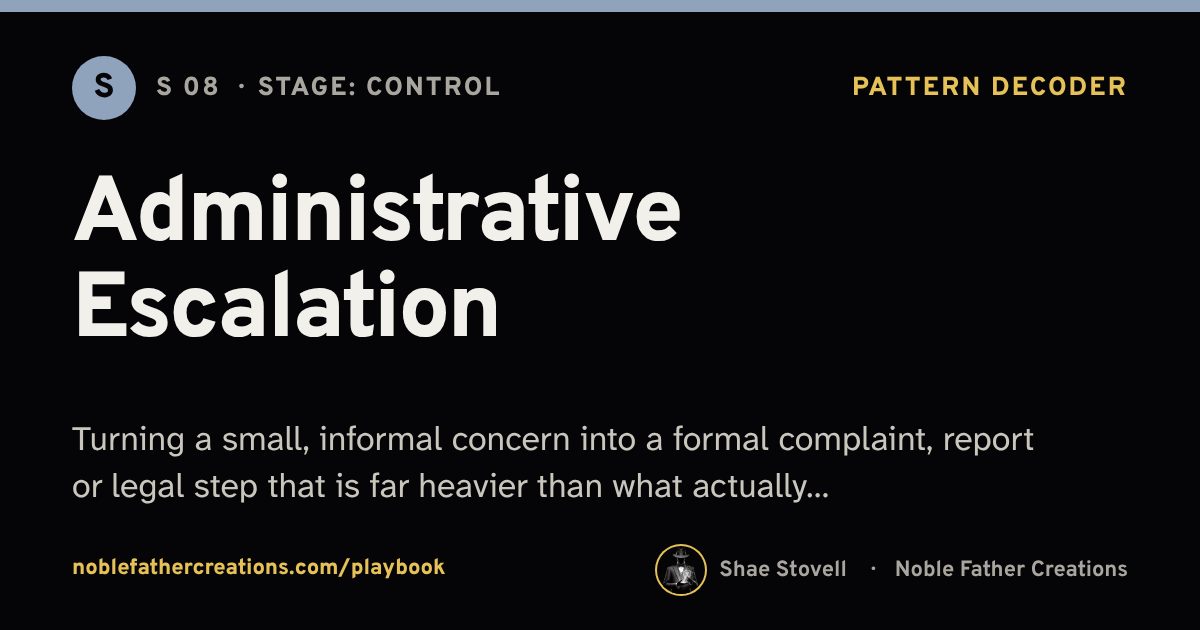 S
S 08 · STAGE: CONTROL
PATTERN DECODER
Administrative
Escalation
Turning a small, informal concern into a formal complaint, report
or legal step that is far heavier than what actually...
noblefathercreations.com/playbook
Shae Stovell · Noble Father Creations